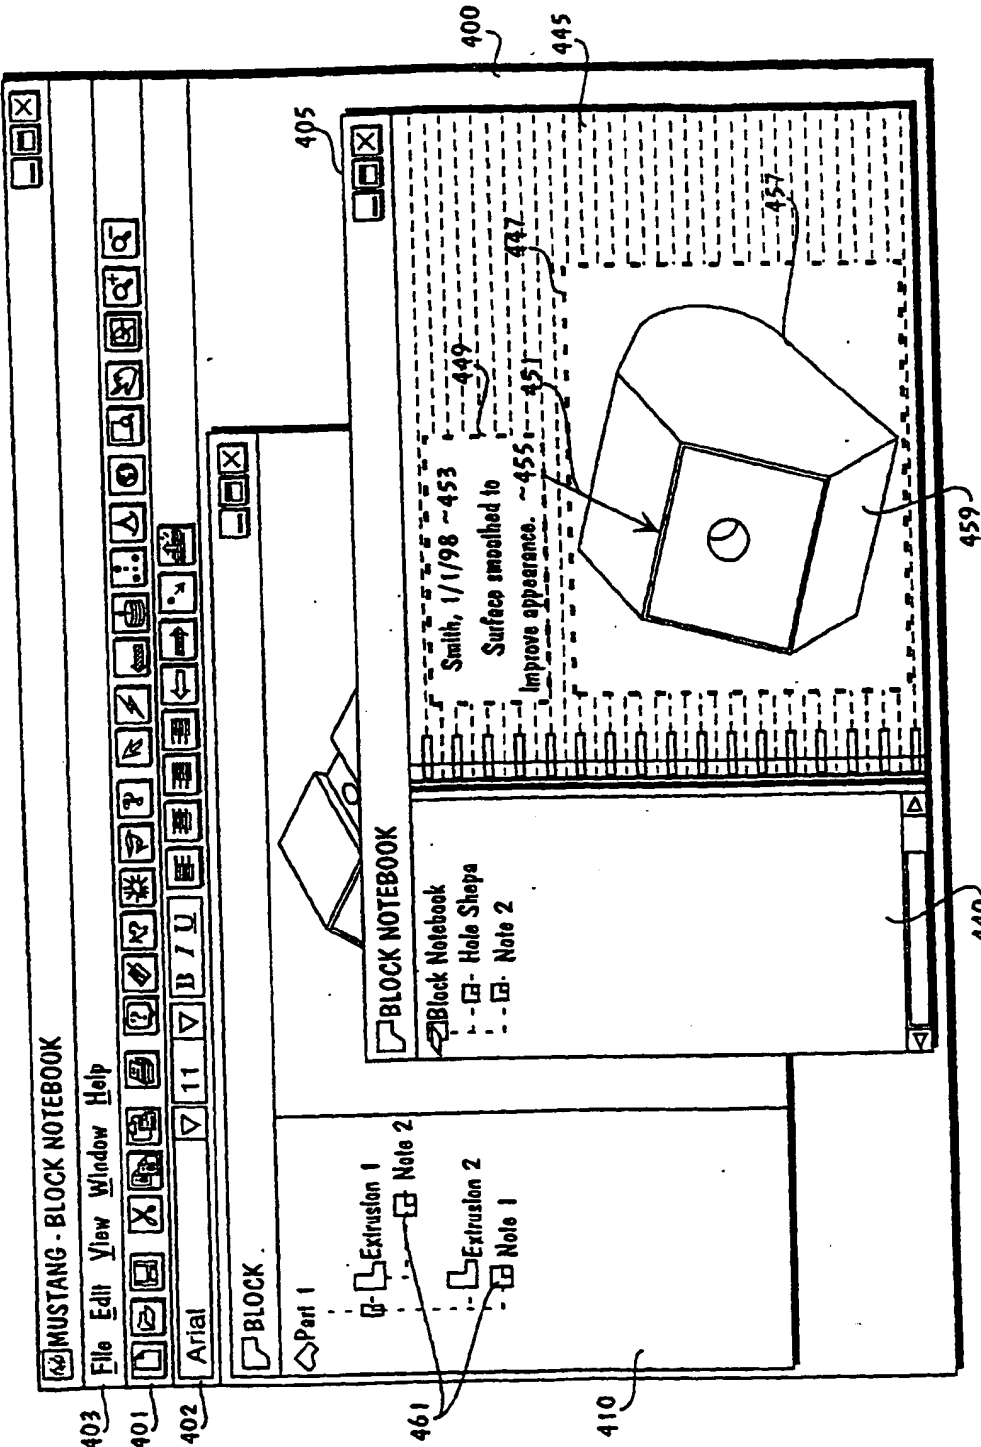 MUSTANG - BLOCK NOTEBOOK
File Edit View Window Help
Arial
11
B I U
BLOCK
Part 1
Extrusion 1
Note 2
Extrusion 2
Note 1
BLOCK NOTEBOOK
Block Notebook
Hole Shepa
Note 2
Smith, 1/1/98 ~453
Surface smoothed to
Improve appearance. ~455
403
401
402
461
410
440
459
457
447
449
451
445
405
400